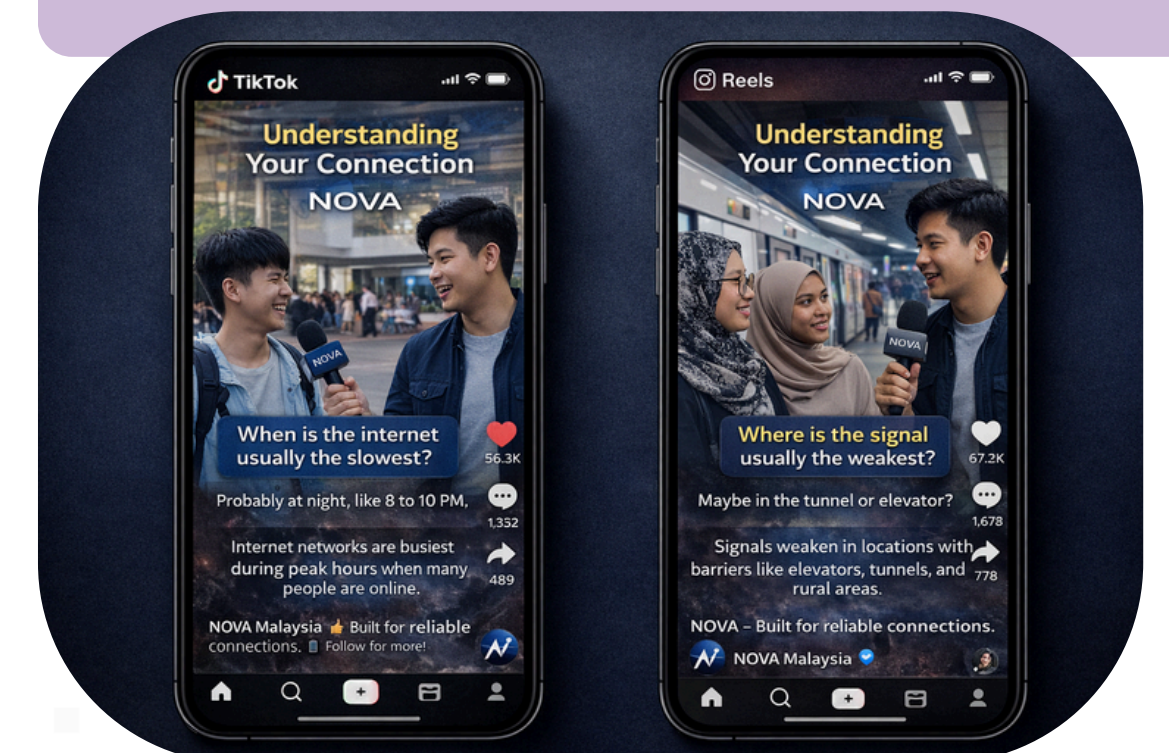 TikTok
Understanding
Your Connection
NOVA
NOVA
When is the internet
usually the slowest?
56.3K
Probably at night, like 8 to 10 PM,
1,352
Internet networks are busiest
during peak hours when many
people are online.
489
NOVA Malaysia 👍 Built for reliable
connections. 📱 Follow for more!
Reels
Understanding
Your Connection
NOVA
NOVA
Where is the signal
usually the weakest?
67.2K
Maybe in the tunnel or elevator?
1,678
Signals weaken in locations with
barriers like elevators, tunnels, and
rural areas.
778
NOVA – Built for reliable connections.
NOVA Malaysia